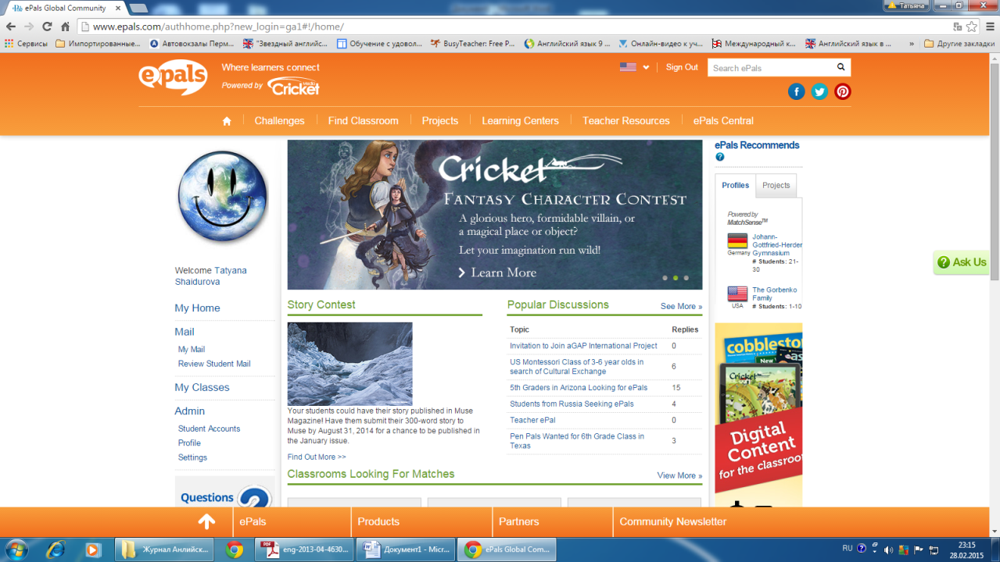 ePals Global Community
Татьяна
www.epals.com/authhome.php?new_login=ga1#!/home/
Сервисы
Импортированные...
Автовокзалы Перм...
"Звездный английс...
Обучение с удовол...
BusyTeacher: Free P...
Английский язык 9 ...
Онлайн-видео к уч...
Международный к...
Английский язык в ...
»
Другие закладки
epals
Where learners connect
Powered by Cricket Media
Sign Out
Search ePals
Challenges
Find Classroom
Projects
Learning Centers
Teacher Resources
ePals Central
Welcome Tatyana
Shaidurova
My Home
Mail
My Mail
Review Student Mail
My Classes
Admin
Student Accounts
Profile
Settings
Questions
Cricket
Fantasy Character Contest
A glorious hero, formidable villain, or
a magical place or object?
Let your imagination run wild!
Learn More
Story Contest
Your students could have their story published in Muse
Magazine! Have them submit their 300-word story to
Muse by August 31, 2014 for a chance to be published in
the January issue.
Find Out More >>
Popular Discussions
See More »
Topic Replies
Invitation to Join aGAP International Project 0
US Montessori Class of 3-6 year olds in
search of Cultural Exchange 6
5th Graders in Arizona Looking for ePals 15
Students from Russia Seeking ePals 4
Teacher ePal 0
Pen Pals Wanted for 6th Grade Class in
Texas 3
Classrooms Looking For Matches
View More »
ePals Recommends
?
Profiles
Projects
Powered by
MatchSense™
Germany
Johann-
Gottfried-Herder
Gymnasium
# Students: 21-
30
USA
The Gorbenko
Family
# Students: 1-10
? Ask Us
cobblesto
New
as
Cricket
Digital
Content
for the classroo
ePals
Products
Partners
Community Newsletter
Журнал Анлийск...
PDF
eng-2013-04-4630...
Документ1 - Micr...
ePals Global Com...
RU
23:15
28.02.2015